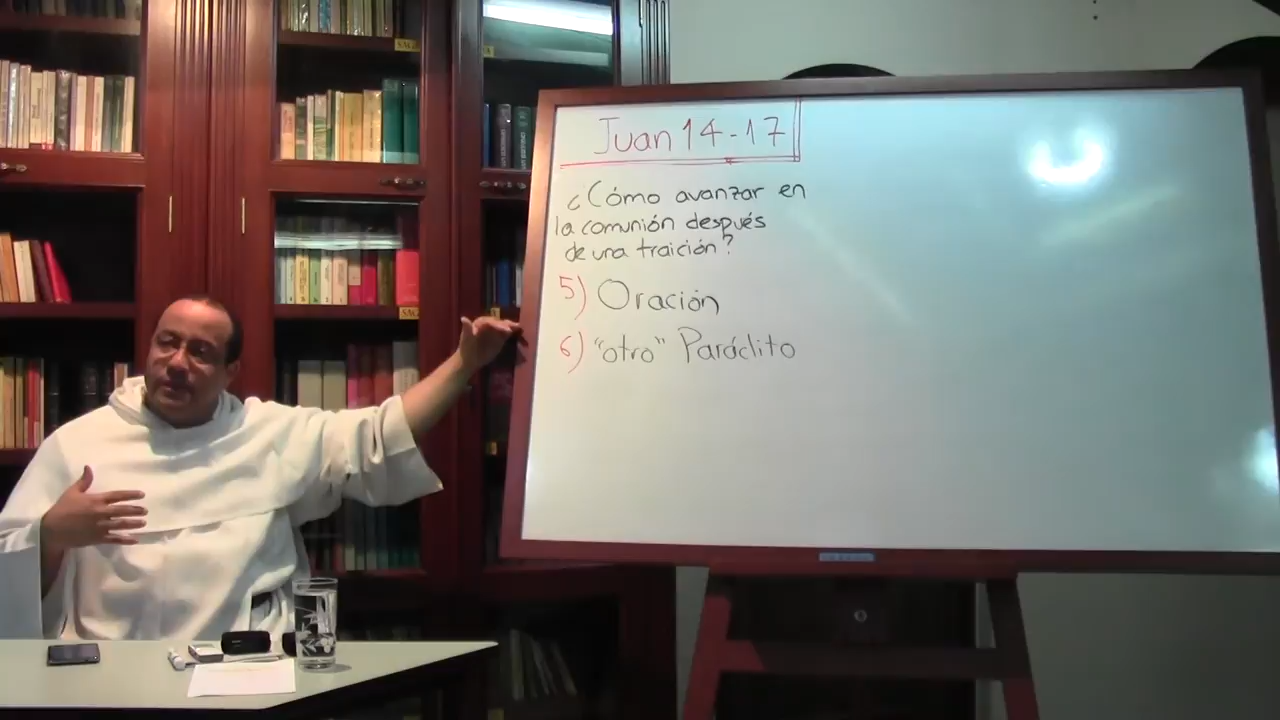 Juan 14-17
¿Cómo avanzar en
la comunión después
de una traición?
5) Oración
6) "otro" Paráclito